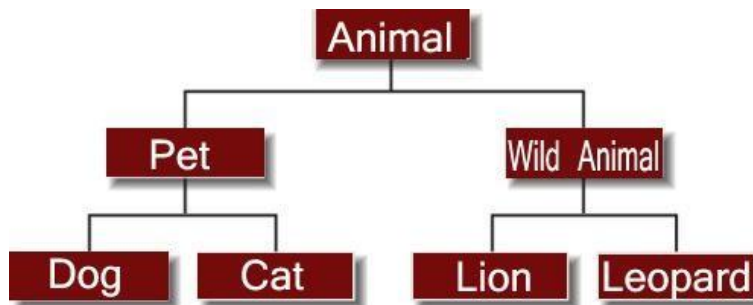 Animal
Pet
Wild Animal
Dog
Cat
Lion
Leopard